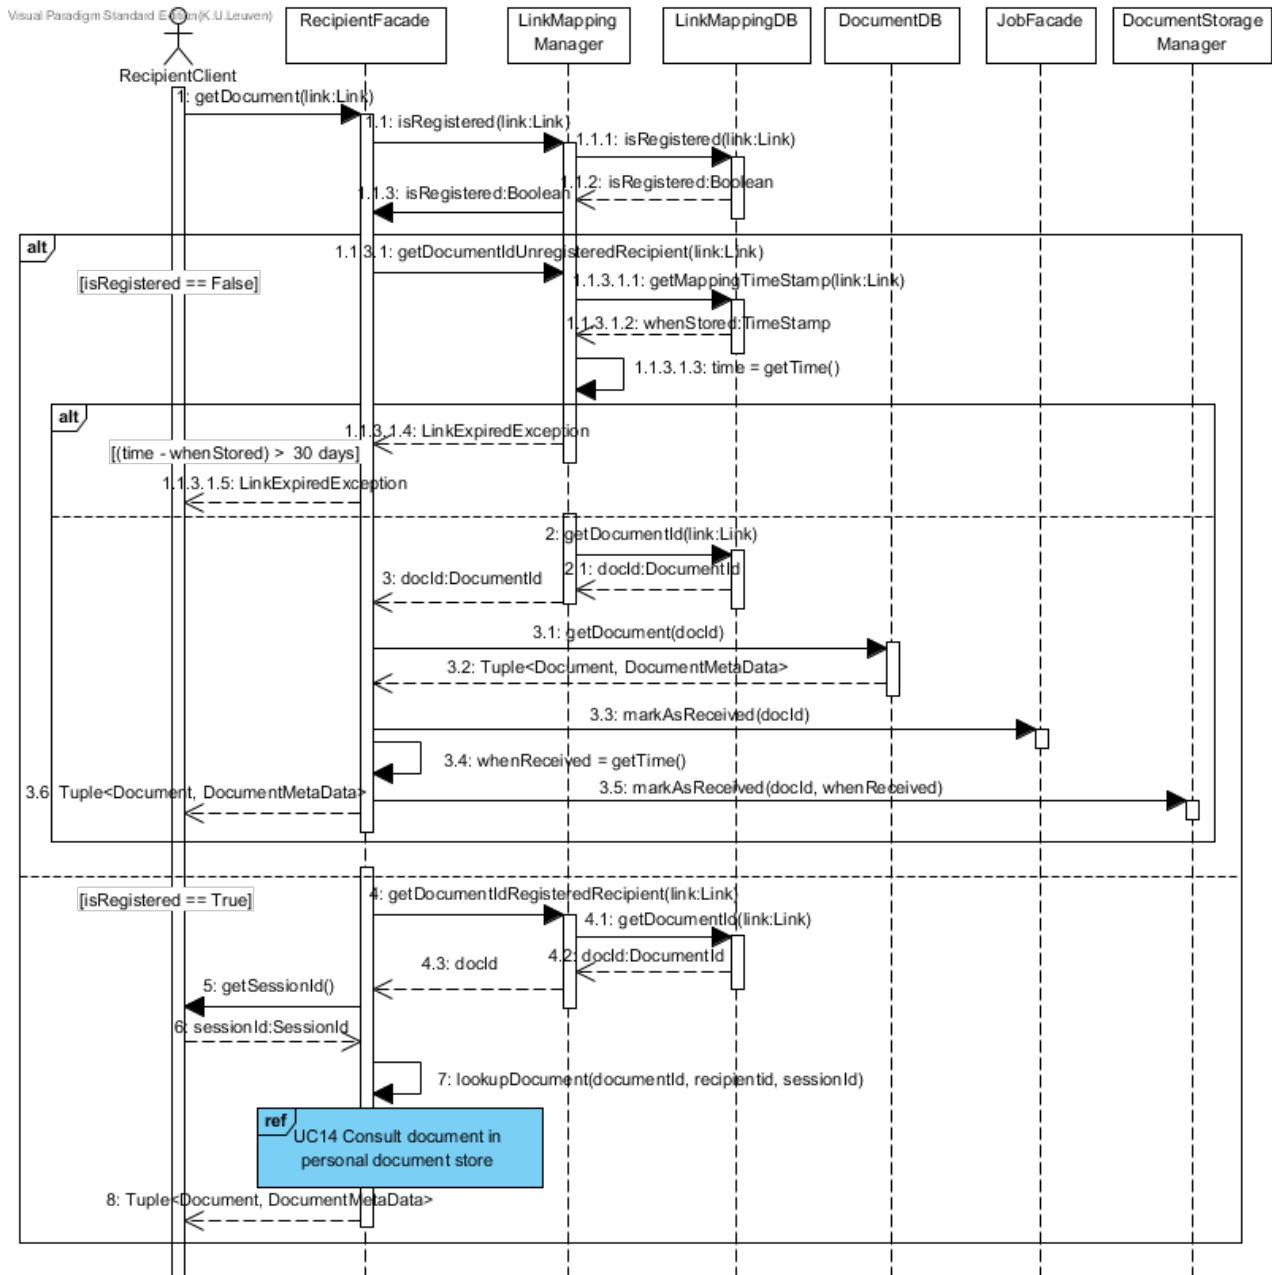 Visual Paradigm Standard Edition(K.U.Leuven)
RecipientClient
RecipientFacade
LinkMapping
Manager
LinkMappingDB
DocumentDB
JobFacade
DocumentStorage
Manager
1: getDocument(link:Link)
1.1: isRegistered(link:Link)
1.1.1: isRegistered(link:Link)
1.1.2: isRegistered:Boolean
1.1.3: isRegistered:Boolean
alt
[isRegistered == False]
1.1.3.1: getDocumentIdUnregisteredRecipient(link:Link)
1.1.3.1.1: getMappingTimeStamp(link:Link)
1.1.3.1.2: whenStored:TimeStamp
1.1.3.1.3: time = getTime()
alt
[(time - whenStored) > 30 days]
1.1.3.1.4: LinkExpiredException
1.1.3.1.5: LinkExpiredException
2: getDocumentId(link:Link)
2.1: docId:DocumentId
3: docId:DocumentId
3.1: getDocument(docId)
3.2: Tuple<Document, DocumentMetaData>
3.3: markAsReceived(docId)
3.4: whenReceived = getTime()
3.5: markAsReceived(docId, whenReceived)
3.6: Tuple<Document, DocumentMetaData>
[isRegistered == True]
4: getDocumentIdRegisteredRecipient(link:Link)
4.1: getDocumentId(link:Link)
4.2: docId:DocumentId
4.3: docId
5: getSessionId()
6: sessionId:SessionId
7: lookupDocument(documentId, recipientid, sessionId)
ref
UC14 Consult document in
personal document store
8: Tuple<Document, DocumentMetaData>